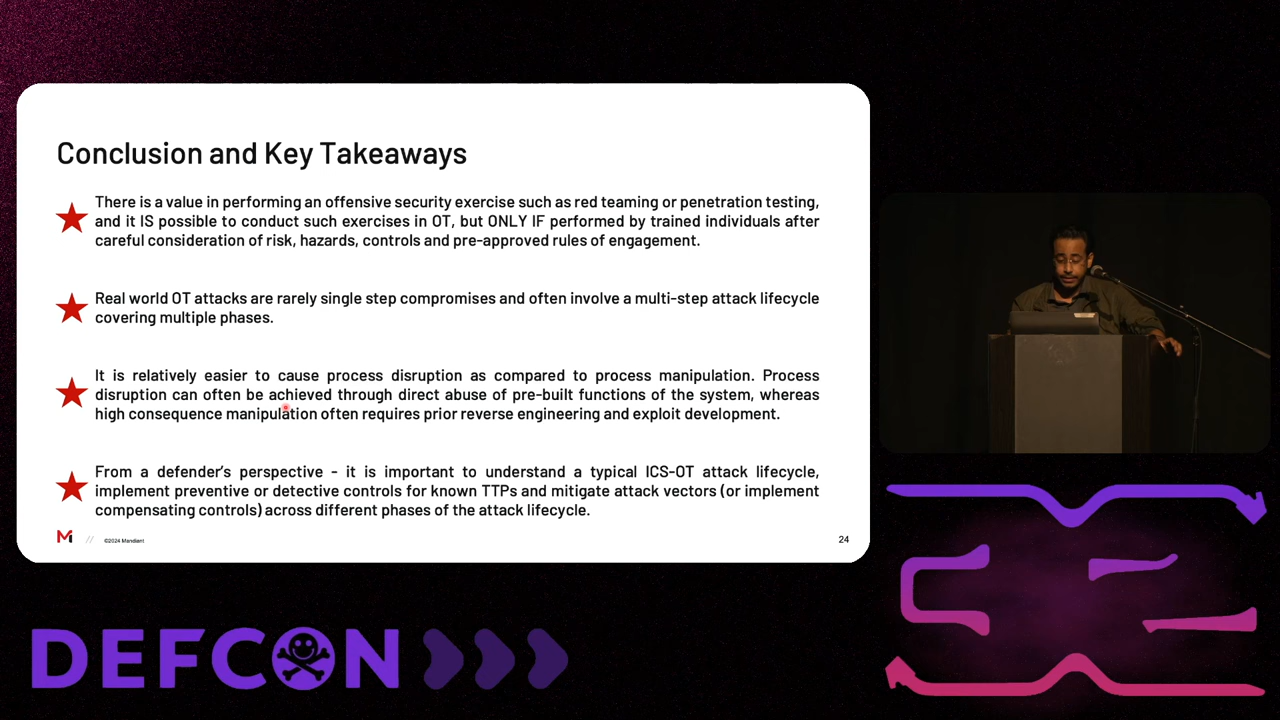 Conclusion and Key Takeaways
There is a value in performing an offensive security exercise such as red teaming or penetration testing,
and it IS possible to conduct such exercises in OT, but ONLY IF performed by trained individuals after
careful consideration of risk, hazards, controls and pre-approved rules of engagement.
Real world OT attacks are rarely single step compromises and often involve a multi-step attack lifecycle
covering multiple phases.
It is relatively easier to cause process disruption as compared to process manipulation. Process
disruption can often be achieved through direct abuse of pre-built functions of the system, whereas
high consequence manipulation often requires prior reverse engineering and exploit development.
From a defender's perspective - it is important to understand a typical ICS-OT attack lifecycle,
implement preventive or detective controls for known TTPs and mitigate attack vectors (or implement
compensating controls) across different phases of the attack lifecycle.
M // ©2024 Mandiant
24
DEFCON